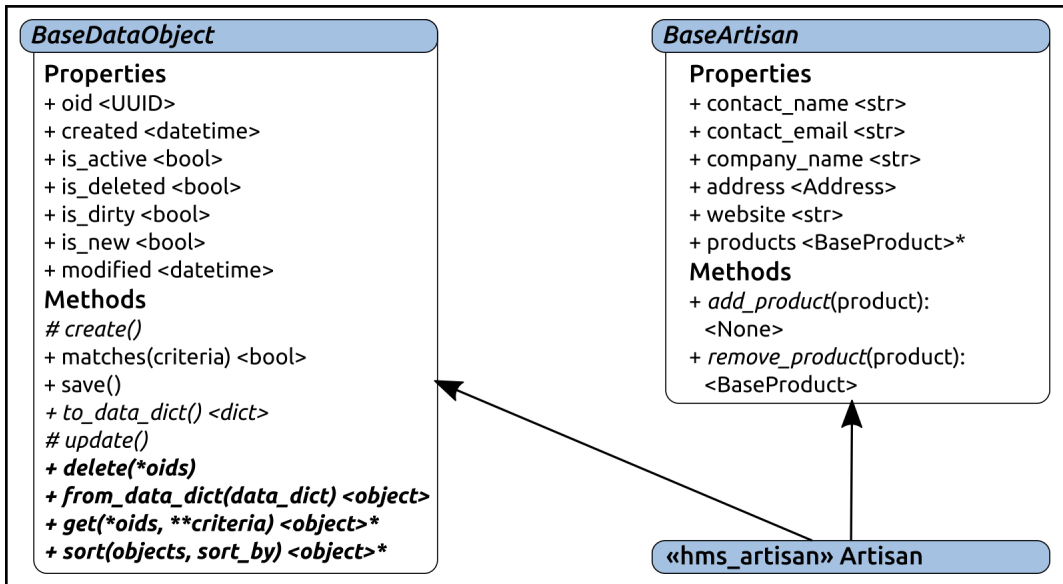 BaseDataObject
Properties
+ oid <UUID>
+ created <datetime>
+ is_active <bool>
+ is_deleted <bool>
+ is_dirty <bool>
+ is_new <bool>
+ modified <datetime>
Methods
# create()
+ matches(criteria) <bool>
+ save()
+ to_data_dict() <dict>
# update()
+ delete(*oids)
+ from_data_dict(data_dict) <object>
+ get(*oids, **criteria) <object>*
+ sort(objects, sort_by) <object>*
BaseArtisan
Properties
+ contact_name <str>
+ contact_email <str>
+ company_name <str>
+ address <Address>
+ website <str>
+ products <BaseProduct>*
Methods
+ add_product(product):
<None>
+ remove_product(product):
<BaseProduct>
«hms_artisan» Artisan